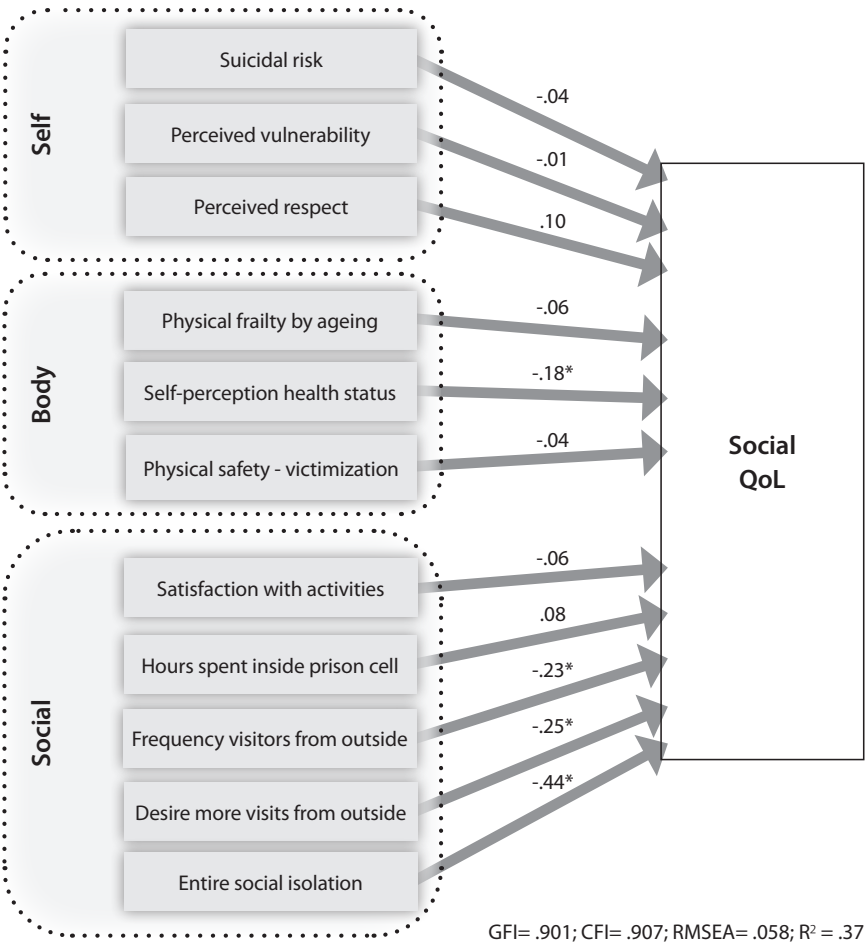 Self
Suicidal risk
-.04
Perceived vulnerability
-.01
Perceived respect
.10
Body
Physical frailty by ageing
-.06
Self-perception health status
-.18*
Physical safety - victimization
-.04
Social
QoL
Social
Satisfaction with activities
-.06
Hours spent inside prison cell
.08
Frequency visitors from outside
-.23*
Desire more visits from outside
-.25*
Entire social isolation
-.44*
GFI= .901; CFI= .907; RMSEA= .058; R² = .37